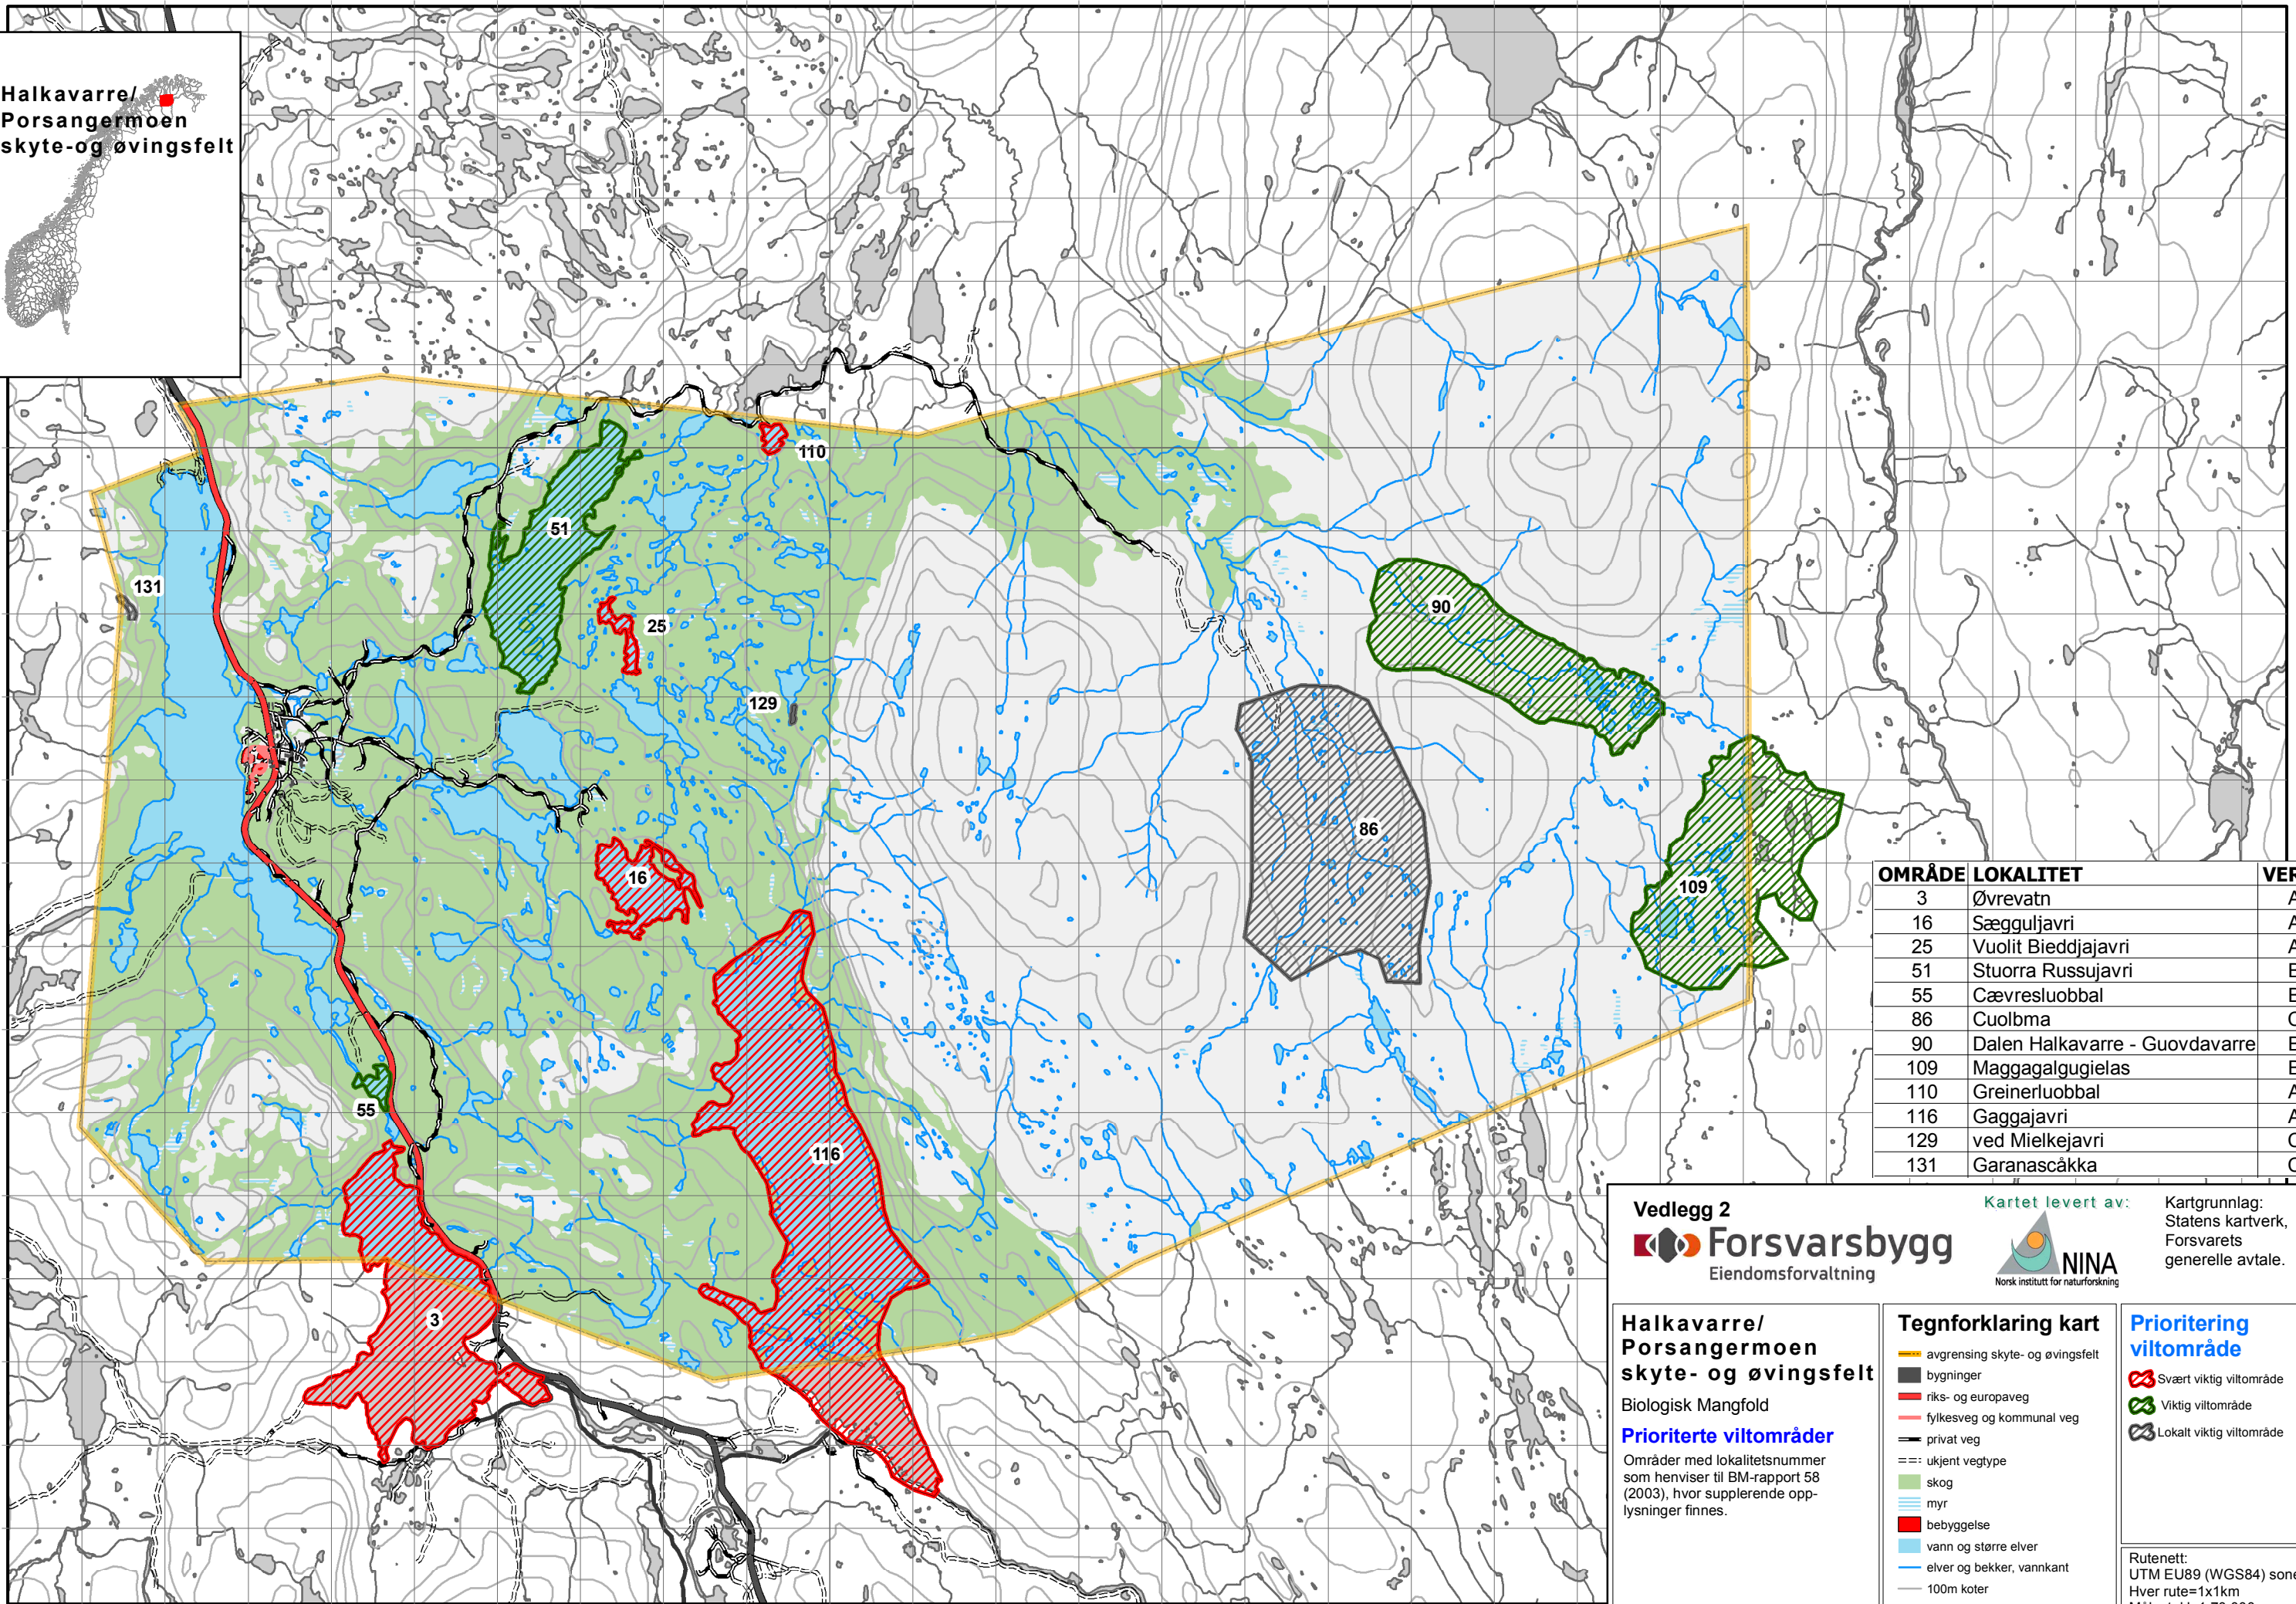 Halkavarre/
Porsangermoen
skyte-og øvingsfelt
110
51
131
25
90
129
86
16
109
55
116
3
OMRÅDE LOKALITET
3 Øvrevatn A
16 Sægguljavri A
25 Vuolit Bieddjajavri A
51 Stuorra Russujavri
55 Cævresluobbal
86 Cuolbma
90 Dalen Halkavarre - Guovdavarre
109 Maggagalgugielas
110 Greinerluobbal A
116 Gaggajavri A
129 ved Mielkejavri
131 Garanascåkka
Vedlegg 2
Forsvarsbygg
Eiendomsforvaltning
Kartet levert av:
NINA
Norsk institutt for naturforskning
Kartgrunnlag:
Statens kartverk,
Forsvarets
generelle avtale.
Halkavarre/
Porsangermoen
skyte- og øvingsfelt
Biologisk Mangfold
Prioriterte viltområder
Områder med lokalitetsnummer
som henviser til BM-rapport 58
(2003), hvor supplerende opp-
lysninger finnes.
Tegnforklaring kart
avgrensing skyte- og øvingsfelt
bygninger
riks- og europaveg
fylkesveg og kommunal veg
privat veg
ukjent vegtype
skog
myr
bebyggelse
vann og større elver
elver og bekker, vannkant
100m koter
Prioritering
viltområde
Svært viktig viltområde
Viktig viltområde
Lokalt viktig viltområde
Rutenett:
UTM EU89 (WGS84)
Hver rute=1x1km